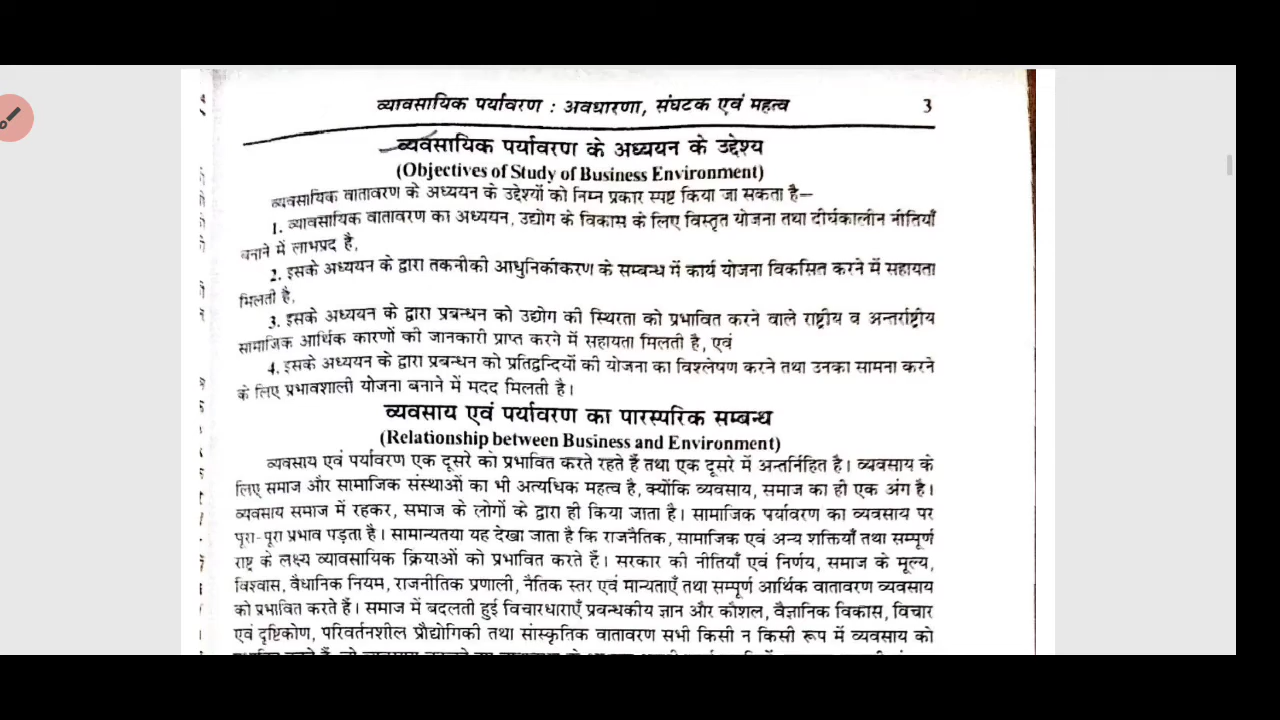 व्यावसायिक पर्यावरण : अवधारणा, संघटक एवं महत्व 3
व्यवसायिक पर्यावरण के अध्ययन के उद्देश्य
(Objectives of Study of Business Environment)
व्यवसायिक वातावरण के अध्ययन के उद्देश्यों को निम्न प्रकार स्पष्ट किया जा सकता है–
1. व्यावसायिक वातावरण का अध्ययन, उद्योग के विकास के लिए विस्तृत योजना तथा दीर्घकालीन नीतियाँ
बनाने में लाभप्रद है,
2. इसके अध्ययन के द्वारा तकनीकी आधुनिकीकरण के सम्बन्ध में कार्य योजना विकसित करने में सहायता
मिलती है,
3. इसके अध्ययन के द्वारा प्रबन्धन को उद्योग की स्थिरता को प्रभावित करने वाले राष्ट्रीय व अन्तर्राष्ट्रीय
सामाजिक आर्थिक कारणों की जानकारी प्राप्त करने में सहायता मिलती है, एवं
4. इसके अध्ययन के द्वारा प्रबन्धन को प्रतिद्वन्दियों की योजना का विश्लेषण करने तथा उनका सामना करने
के लिए प्रभावशाली योजना बनाने में मदद मिलती है।
व्यवसाय एवं पर्यावरण का पारस्परिक सम्बन्ध
(Relationship between Business and Environment)
व्यवसाय एवं पर्यावरण एक दूसरे को प्रभावित करते रहते हैं तथा एक दूसरे में अन्तर्निहित है। व्यवसाय के
लिए समाज और सामाजिक संस्थाओं का भी अत्यधिक महत्व है, क्योंकि व्यवसाय, समाज का ही एक अंग है।
व्यवसाय समाज में रहकर, समाज के लोगों के द्वारा ही किया जाता है। सामाजिक पर्यावरण का व्यवसाय पर
पूरा-पूरा प्रभाव पड़ता है। सामान्यतया यह देखा जाता है कि राजनैतिक, सामाजिक एवं अन्य शक्तियाँ तथा सम्पूर्ण
राष्ट्र के लक्ष्य व्यावसायिक क्रियाओं को प्रभावित करते हैं। सरकार की नीतियाँ एवं निर्णय, समाज के मूल्य,
विश्वास, वैधानिक नियम, राजनीतिक प्रणाली, नैतिक स्तर एवं मान्यताएँ तथा सम्पूर्ण आर्थिक वातावरण व्यवसाय
को प्रभावित करते हैं। समाज में बदलती हुई विचारधाराएँ प्रबन्धकीय ज्ञान और कौशल, वैज्ञानिक विकास, विचार
एवं दृष्टिकोण, परिवर्तनशील प्रौद्योगिकी तथा सांस्कृतिक वातावरण सभी किसी न किसी रूप में व्यवसाय को